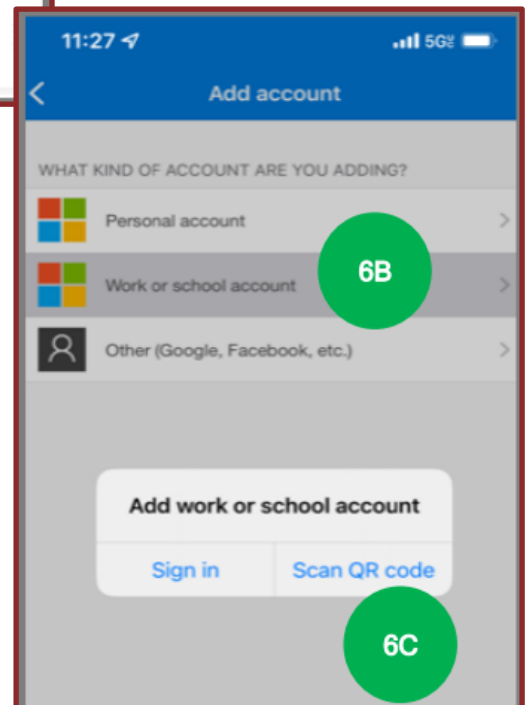 11:27
5G
Add account
WHAT KIND OF ACCOUNT ARE YOU ADDING?
Personal account
6B
Work or school account
Other (Google, Facebook, etc.)
Add work or school account
Sign in Scan QR code
6C